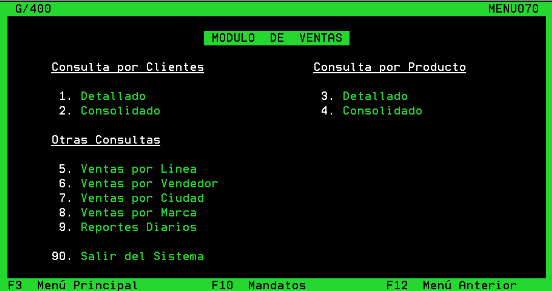 G/400 MENU070
MODULO DE VENTAS
Consulta por Clientes Consulta por Producto
1. Detallado 3. Detallado
2. Consolidado 4. Consolidado
Otras Consultas
5. Ventas por Linea
6. Ventas por Vendedor
7. Ventas por Ciudad
8. Ventas por Marca
9. Reportes Diarios
90. Salir del Sistema
F3 Menú Principal F10 Mandatos F12 Menú Anterior